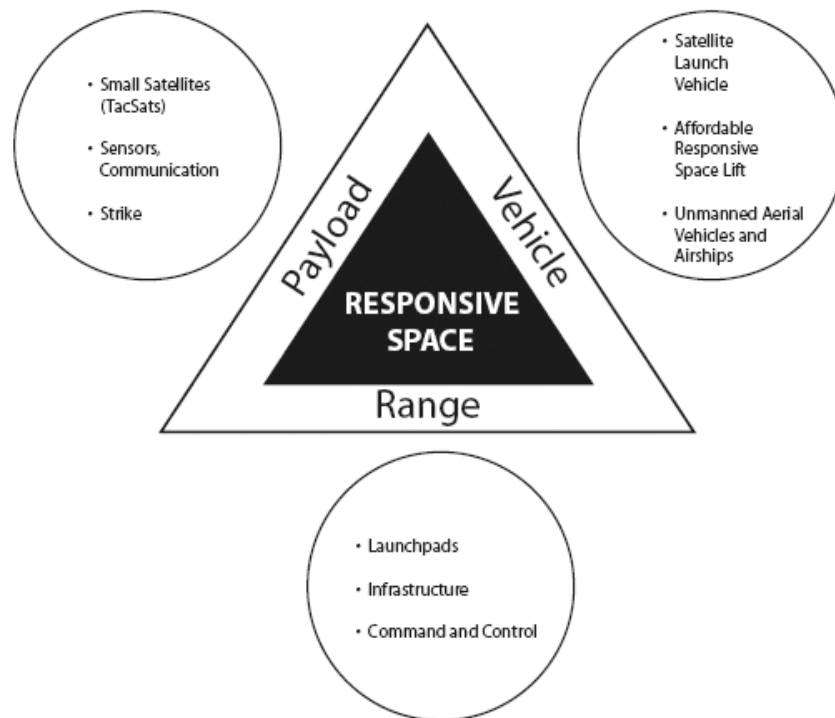 • Small Satellites
(TacSats)
• Sensors,
Communication
• Strike
• Satellite
Launch
Vehicle
• Affordable
Responsive
Space Lift
• Unmanned Aerial
Vehicles and
Airships
Payload
Vehicle
RESPONSIVE
SPACE
Range
• Launchpads
• Infrastructure
• Command and Control